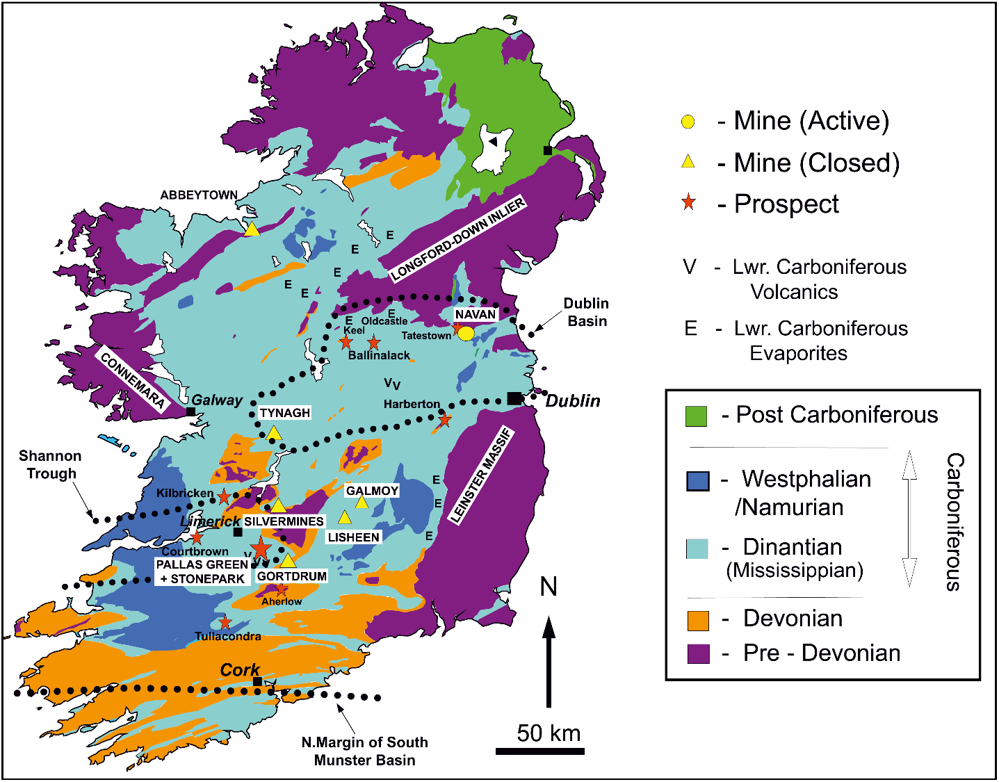 ABBEYTOWN
LONGFORD-DOWN INLIER
E
E
E
E
E
Dublin
Basin
NAVAN
E
E
Oldcastle
Keel
Tatestown
Ballinalack
CONNEMARA
V
V
Galway
Harberton
Dublin
TYNAGH
Shannon
Trough
LEINSTER MASSIF
E
E
E
Kilbricken
GALMOY
Limerick
SILVERMINES
LISHEEN
Courtbrown
V
V
V
PALLAS GREEN
+ STONEPARK
GORTDRUM
Aherlow
Tullacondra
Cork
N.Margin of South
Munster Basin
N
50 km
- Mine (Active)
- Mine (Closed)
- Prospect
V - Lwr. Carboniferous
Volcanics
E - Lwr. Carboniferous
Evaporites
- Post Carboniferous
- Westphalian
/Namurian
- Dinantian
(Mississippian)
Carboniferous
- Devonian
- Pre - Devonian